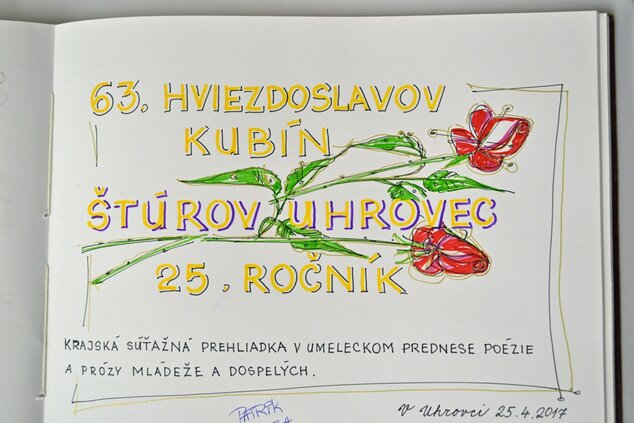 63. HVIEZDOSLAVOV
KUBÍN
ŠTÚROV UHROVEC
25. ROČNÍK
KRAJSKÁ SÚŤAŽNÁ PREHLIADKA V UMELECKOM PREDNESE POÉZIE
A PRÓZY MLÁDEŽE A DOSPELÝCH.
V Uhrovci 25.4.2017
PATRIK